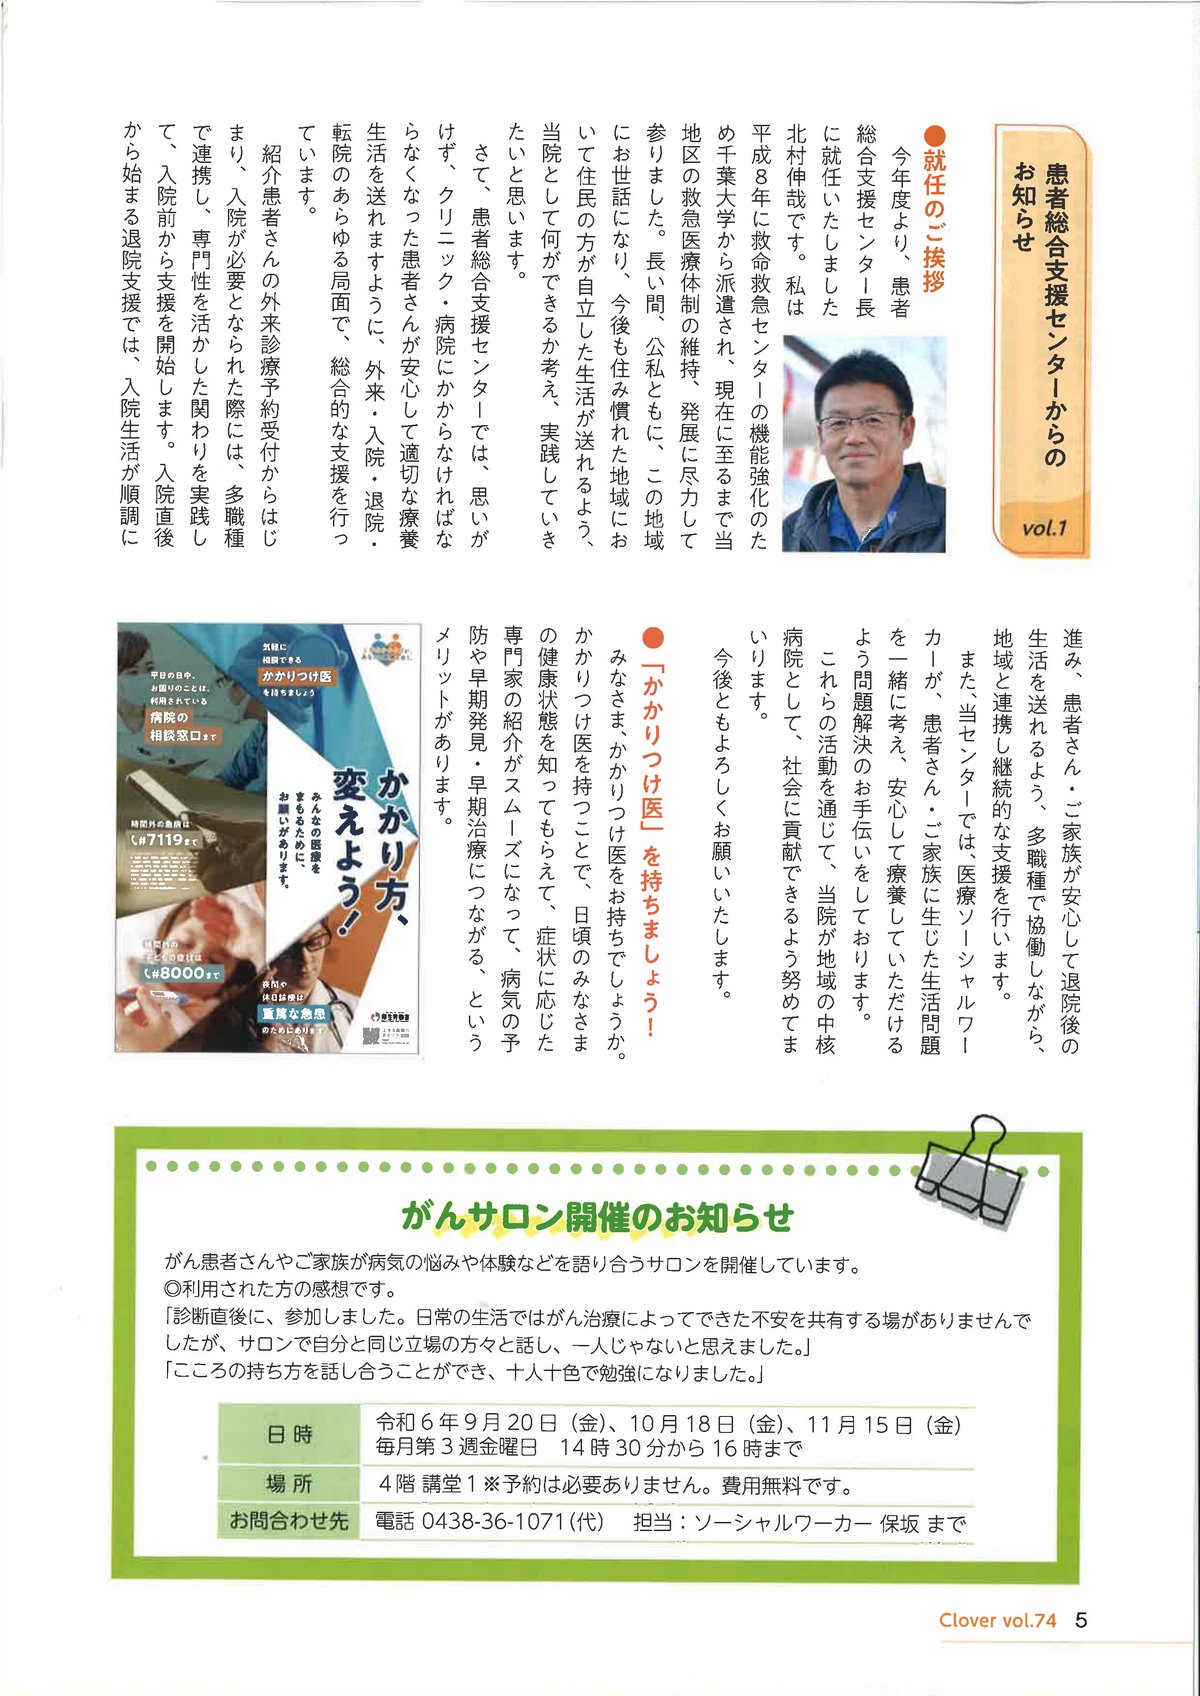 患者総合支援センターからの
お知らせ
vol.1
●就任のご挨拶
今年度より、患者
総合支援センター長
に就任いたしました
北村伸哉です。私は
平成８年に救命救急センターの機能強化のた
め千葉大学から派遣され、現在に至るまで当
地区の救急医療体制の維持、発展に尽力して
参りました。長い間、公私ともに、この地域
にお世話になり、今後も住み慣れた地域にお
いて住民の方が自立した生活が送れるよう、
当院として何ができるか考え、実践していき
たいと思います。
さて、患者総合支援センターでは、思いが
けず、クリニック・病院にかからなければな
らなくなった患者さんが安心して適切な療養
生活を送れますように、外来・入院・退院・
転院のあらゆる局面で、総合的な支援を行っ
ています。
紹介患者さんの外来診療予約受付からはじ
まり、入院が必要となられた際には、多職種
で連携し、専門性を活かした関わりを実践し
て、入院前から支援を開始します。入院直後
から始まる退院支援では、入院生活が順調に
進み、患者さん・ご家族が安心して退院後の
生活を送れるよう、多職種で協働しながら、
地域と連携し継続的な支援を行います。
また、当センターでは、医療ソーシャルワー
カーが、患者さん・ご家族に生じた生活問題
を一緒に考え、安心して療養していただける
よう問題解決のお手伝いをしております。
これらの活動を通じて、当院が地域の中核
病院として、社会に貢献できるよう努めてま
いります。
今後ともよろしくお願いいたします。
●「かかりつけ医」を持ちましょう！
みなさま、かかりつけ医をお持ちでしょうか。
かかりつけ医を持つことで、日頃のみなさま
の健康状態を知ってもらえて、症状に応じた
専門家の紹介がスムーズになって、病気の予
防や早期発見・早期治療につながる、という
メリットがあります。
かかり方、
変えよう！
みんなの医療を
まもるために、
お願いがあります。
気軽に
相談できる
かかりつけ医
を持ちましょう
平日の日中、
お困りのことは、
利用されている
病院の
相談窓口まで
時間外の急病は
#7119まで
時間外の
子どもの症状は
#8000まで
夜間や
休日診療は
重篤な急患
のためにあります
厚生労働省
がんサロン開催のお知らせ
がん患者さんやご家族が病気の悩みや体験などを語り合うサロンを開催しています。
◎利用された方の感想です。
「診断直後に、参加しました。日常の生活ではがん治療によってできた不安を共有する場がありませんで
したが、サロンで自分と同じ立場の方々と話し、一人じゃないと思えました。」
「こころの持ち方を話し合うことができ、十人十色で勉強になりました。」
日時 令和６年９月20日（金）、10月18日（金）、11月15日（金）
毎月第３週金曜日　14時30分から16時まで
場所 ４階 講堂１※予約は必要ありません。費用無料です。
お問合わせ先 電話 0438-36-1071（代）　担当：ソーシャルワーカー 保坂 まで
Clover vol.74 5